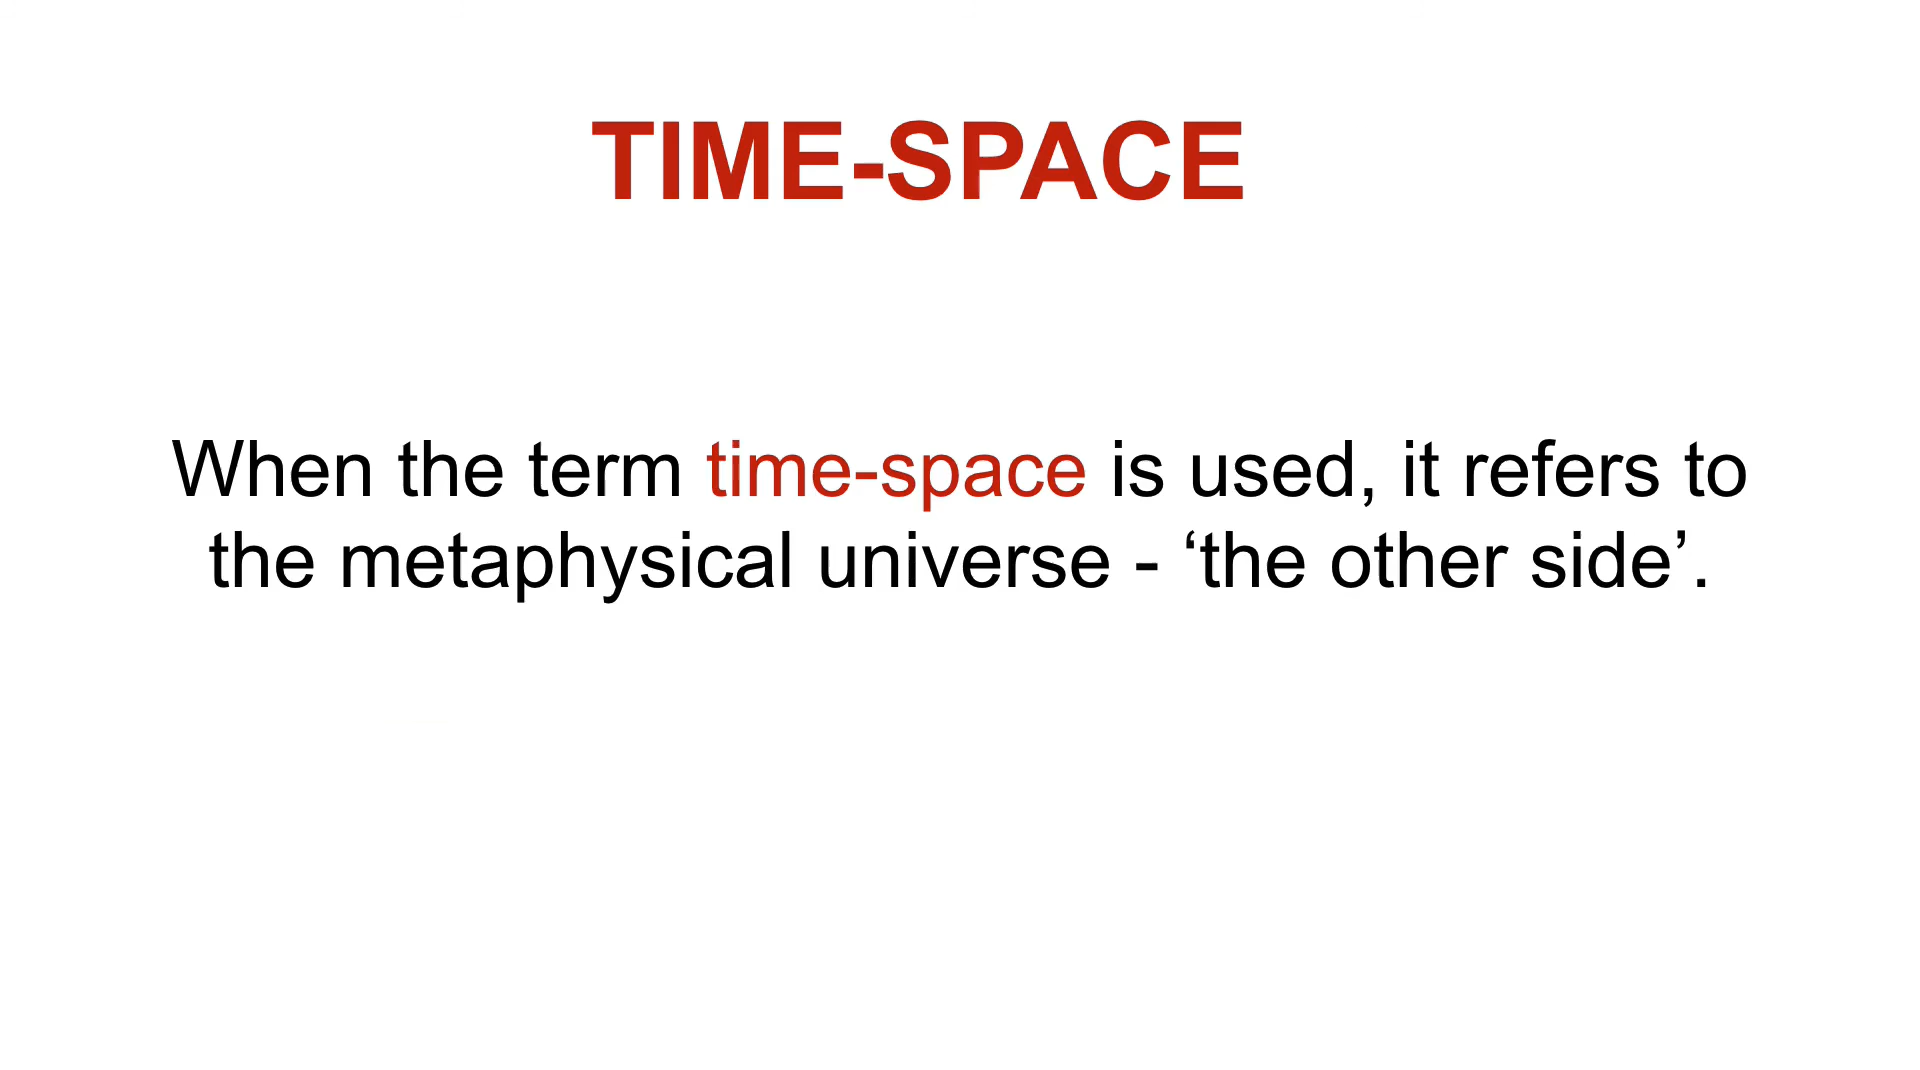 TIME-SPACE
When the term time-space is used, it refers to
the metaphysical universe - ‘the other side’.